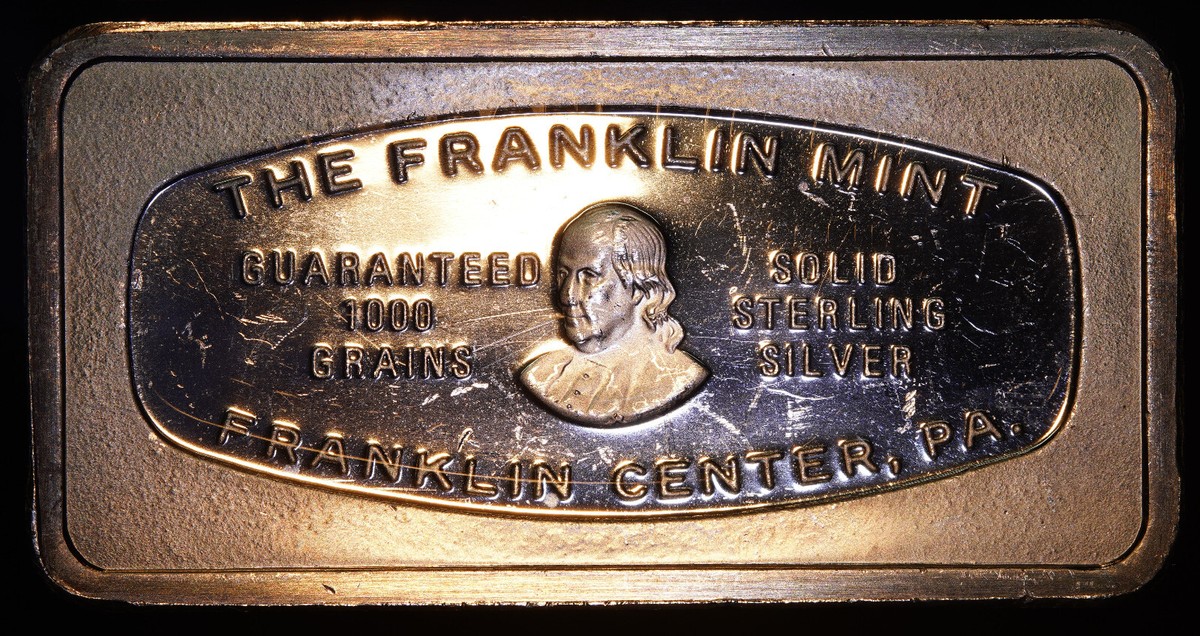 THE FRANKLIN MINT
GUARANTEED
1000
GRAINS
SOLID
STERLING
SILVER
FRANKLIN CENTER, PA.